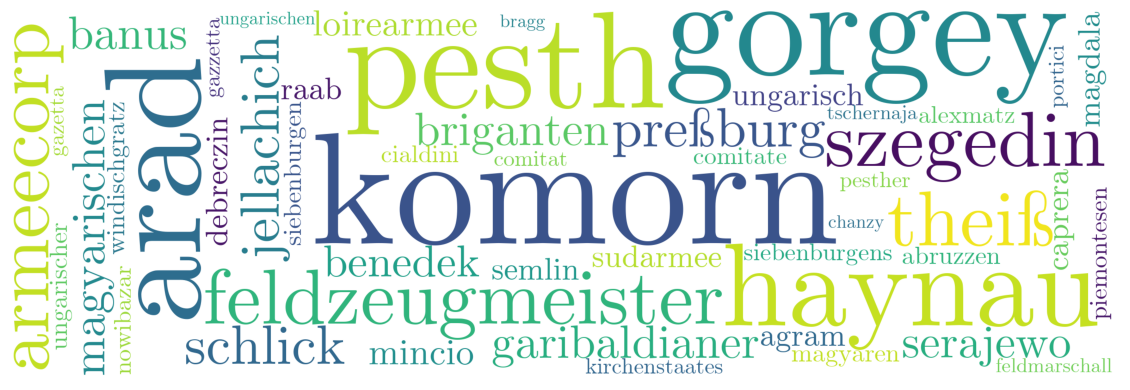 ungarischen
loirearmee
bragg
gorgey
banus
armeecorp
gazzetta
pesth
portici
magdala
jellachich
arad
raab
ungarisch
gazetta
magyarischen
windischgratz
siebenburgen
debreczin
briganten
preßburg
tschernaja
alexmatz
szegedin
cialdini
comitat
comitate
komorn
pesther
caprera
piemontesen
theiß
chanzy
ungarischer
nowibazar
benedek
semlin
sudarmee
siebenburgens
abruzzen
feldzeugmeister
haynau
schlick
mincio
garibaldianer
agram
magyaren
serajewo
kirchenstaates
feldmarschall